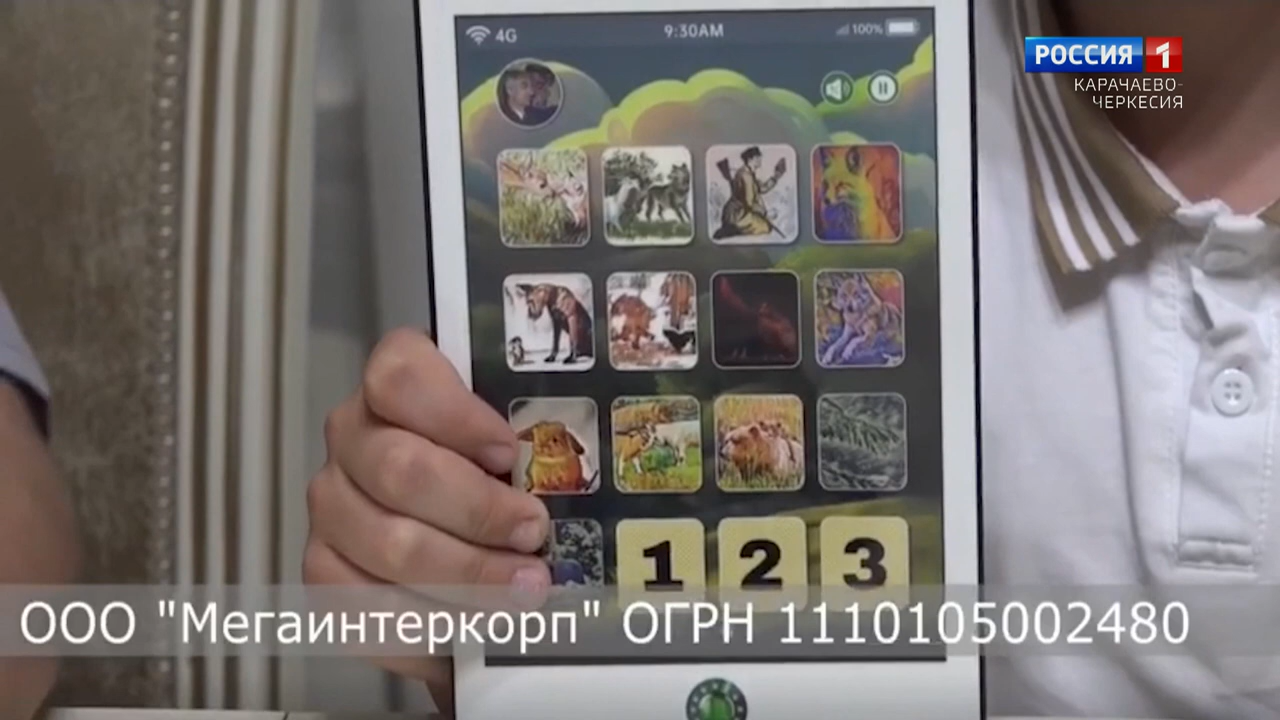 4G 9:30AM 100%
РОССИЯ 1
КАРАЧАЕВО-
ЧЕРКЕСИЯ
1 2 3
ООО "Мегаинтеркорп" ОГРН 1110105002480